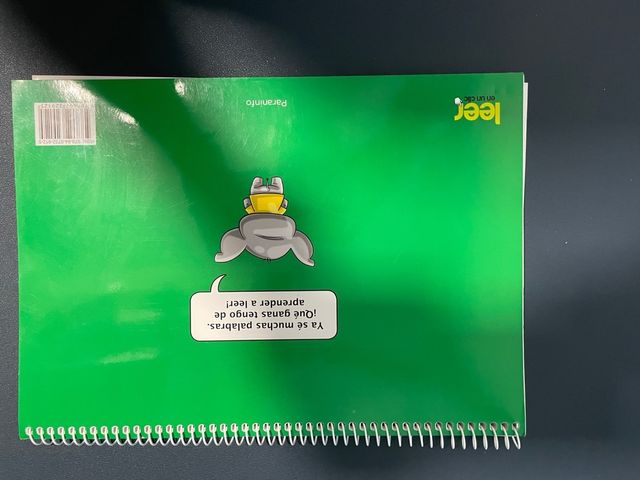 Ya sé muchas palabras.
¡Qué ganas tengo de
aprender a leer!
leer
en un clic
Paraninfo